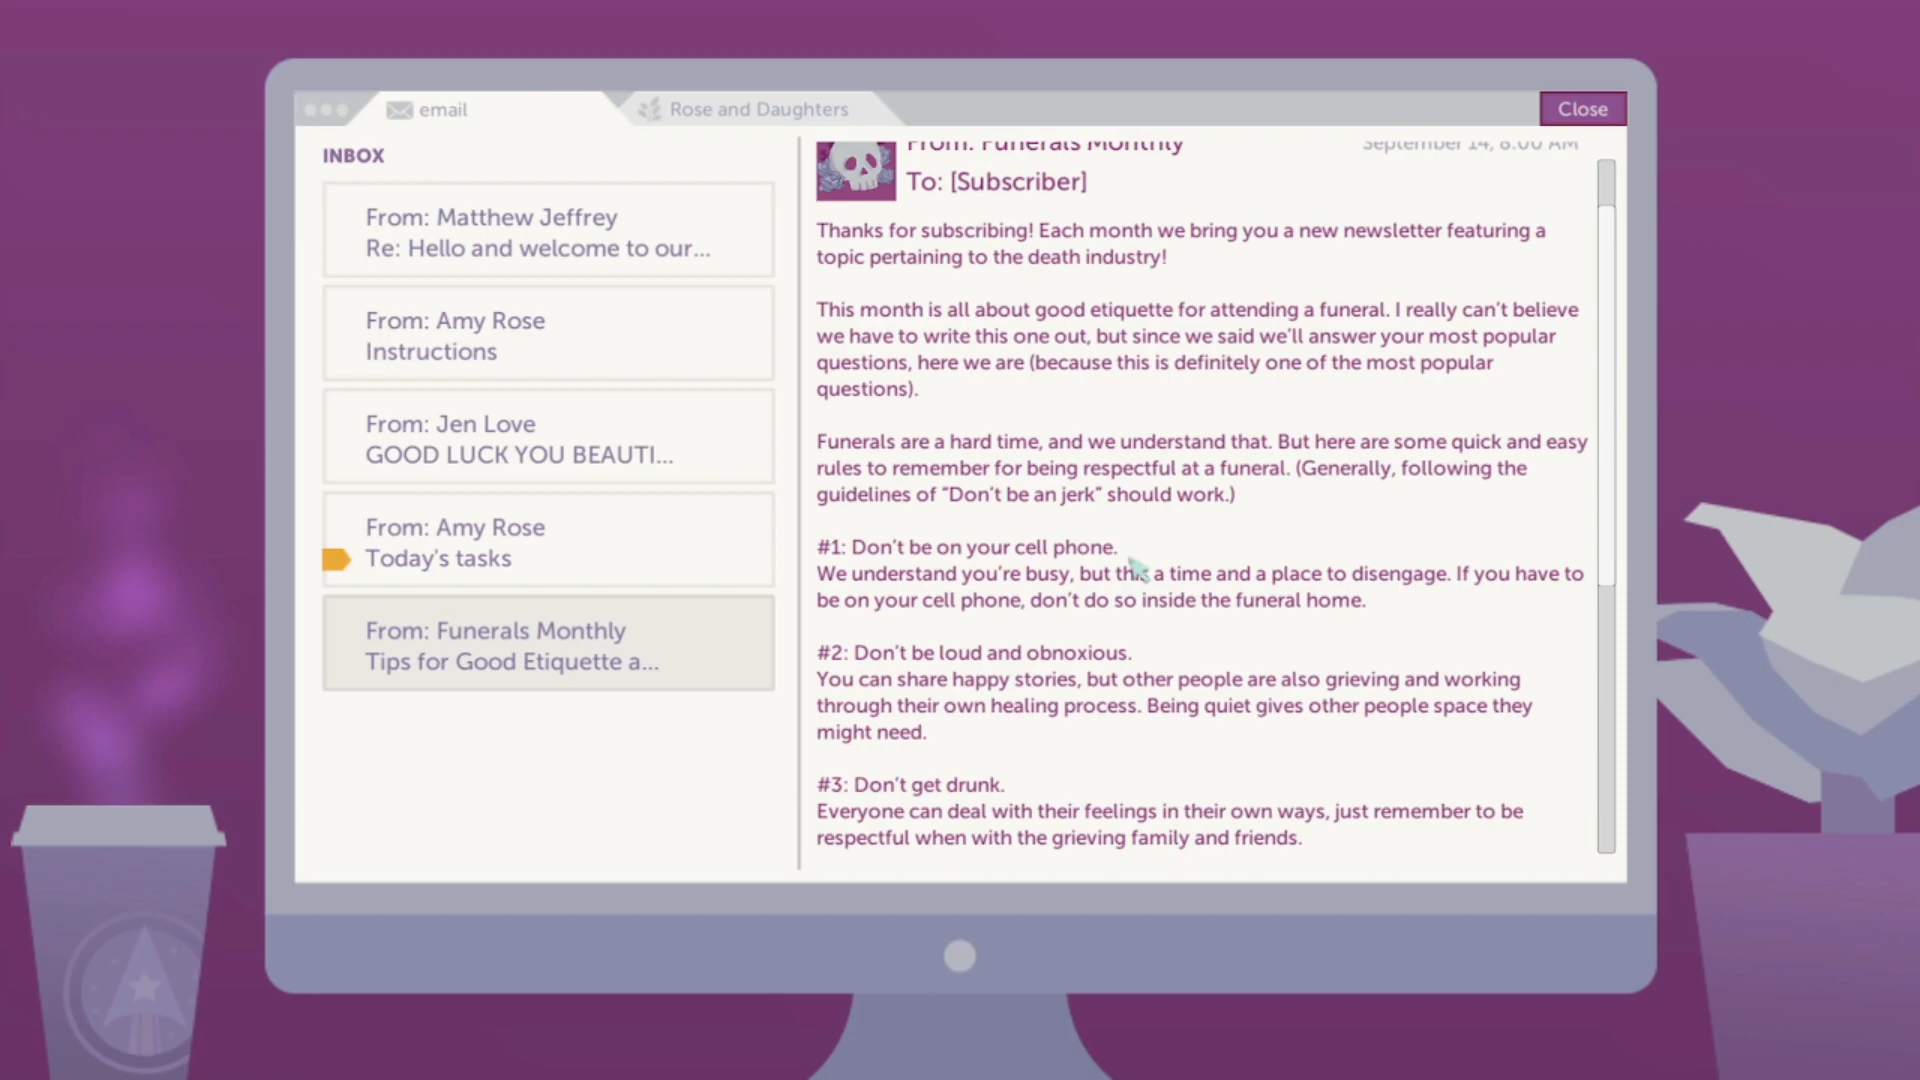 email
Rose and Daughters
Close
INBOX
From: Matthew Jeffrey
Re: Hello and welcome to our...
From: Amy Rose
Instructions
From: Jen Love
GOOD LUCK YOU BEAUTI...
From: Amy Rose
Today's tasks
From: Funerals Monthly
Tips for Good Etiquette a...
From: Funerals Monthly
September 14, 8:00 AM
To: [Subscriber]
Thanks for subscribing! Each month we bring you a new newsletter featuring a
topic pertaining to the death industry!
This month is all about good etiquette for attending a funeral. I really can't believe
we have to write this one out, but since we said we'll answer your most popular
questions, here we are (because this is definitely one of the most popular
questions).
Funerals are a hard time, and we understand that. But here are some quick and easy
rules to remember for being respectful at a funeral. (Generally, following the
guidelines of “Don't be an jerk” should work.)
#1: Don't be on your cell phone.
We understand you're busy, but this a time and a place to disengage. If you have to
be on your cell phone, don't do so inside the funeral home.
#2: Don't be loud and obnoxious.
You can share happy stories, but other people are also grieving and working
through their own healing process. Being quiet gives other people space they
might need.
#3: Don't get drunk.
Everyone can deal with their feelings in their own ways, just remember to be
respectful when with the grieving family and friends.